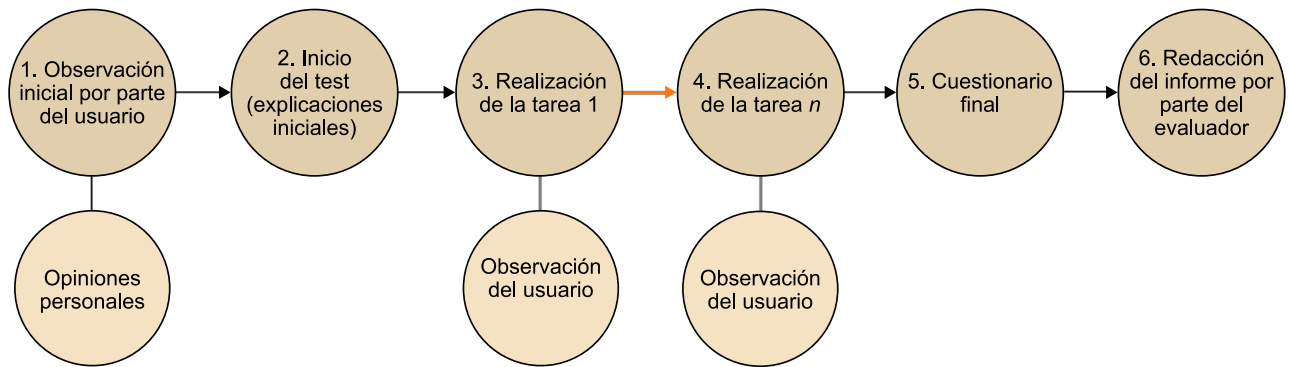 1. Observación
inicial por parte
del usuario
2. Inicio
del test
(explicaciones
iniciales)
3. Realización
de la tarea 1
4. Realización
de la tarea n
5. Cuestionario
final
6. Redacción
del informe por
parte del
evaluador
Opiniones
personales
Observación
del usuario
Observación
del usuario